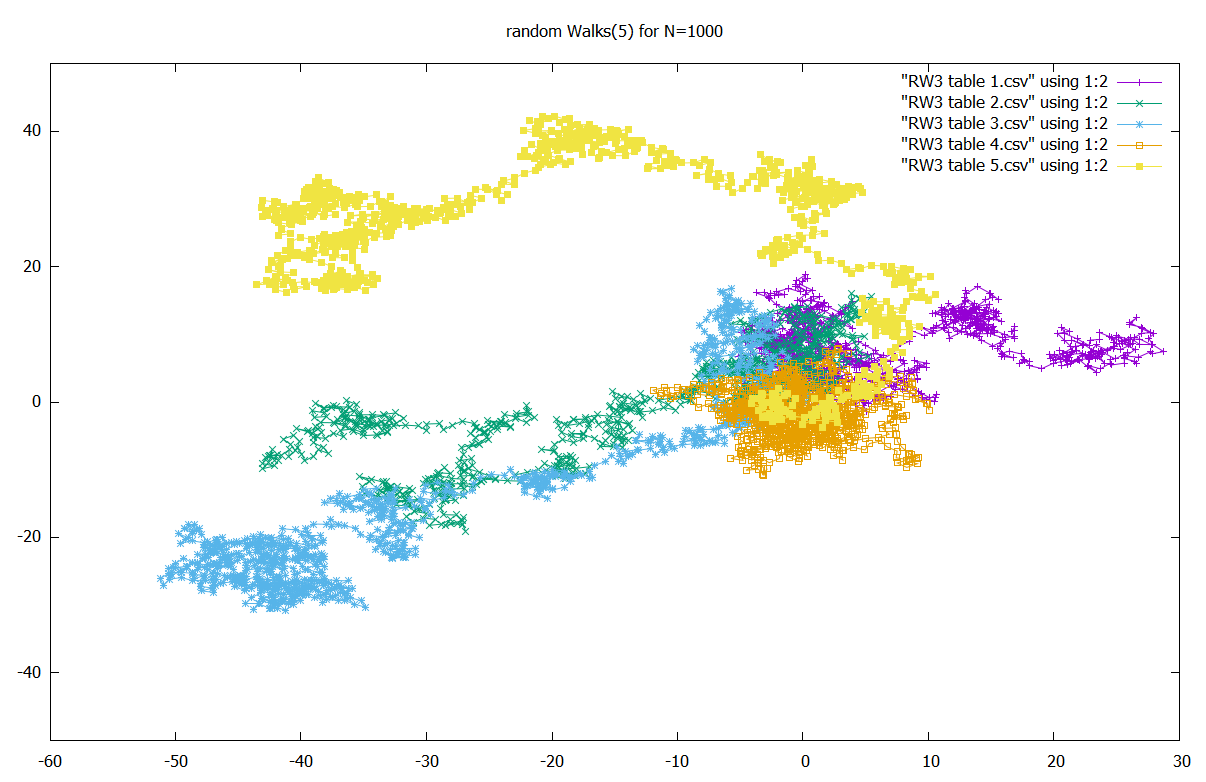 random Walks(5) for N=1000
"RW3 table 1.csv" using 1:2
"RW3 table 2.csv" using 1:2
"RW3 table 3.csv" using 1:2
"RW3 table 4.csv" using 1:2
"RW3 table 5.csv" using 1:2
40
20
0
-20
-40
-60 -50 -40 -30 -20 -10 0 10 20 30